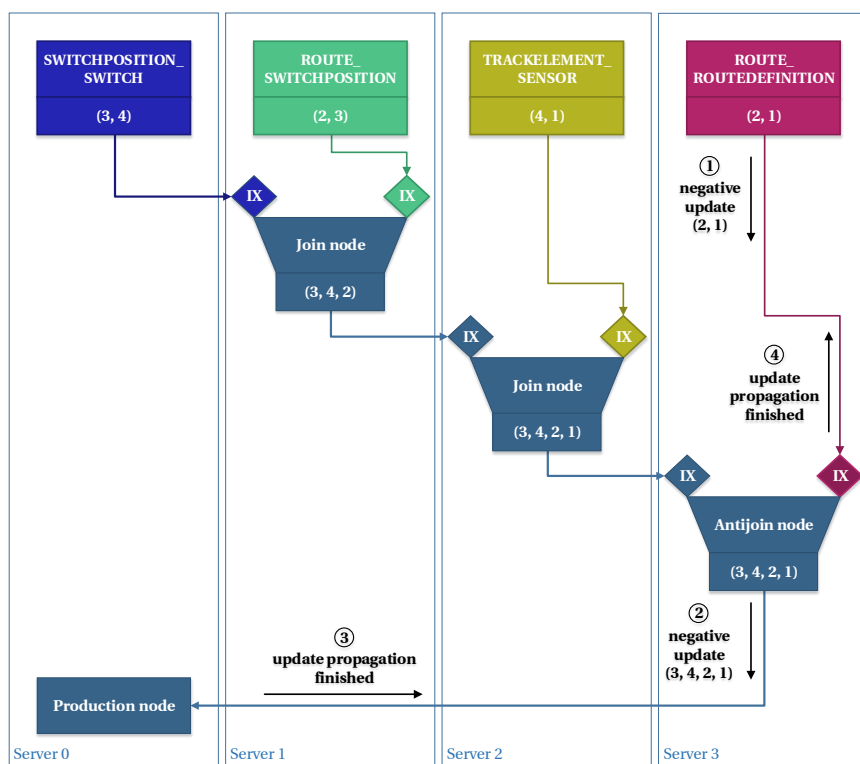 SWITCHPOSITION_
SWITCH
(3, 4)
ROUTE_
SWITCHPOSITION
(2, 3)
TRACKELEMENT_
SENSOR
(4, 1)
ROUTE_
ROUTEDEFINITION
(2, 1)
①
negative
update
(2, 1)
IX
IX
Join node
(3, 4, 2)
IX
IX
Join node
(3, 4, 2, 1)
④
update
propagation
finished
IX
IX
Antijoin node
(3, 4, 2, 1)
②
negative
update
(3, 4, 2, 1)
③
update propagation
finished
Production node
Server 0
Server 1
Server 2
Server 3